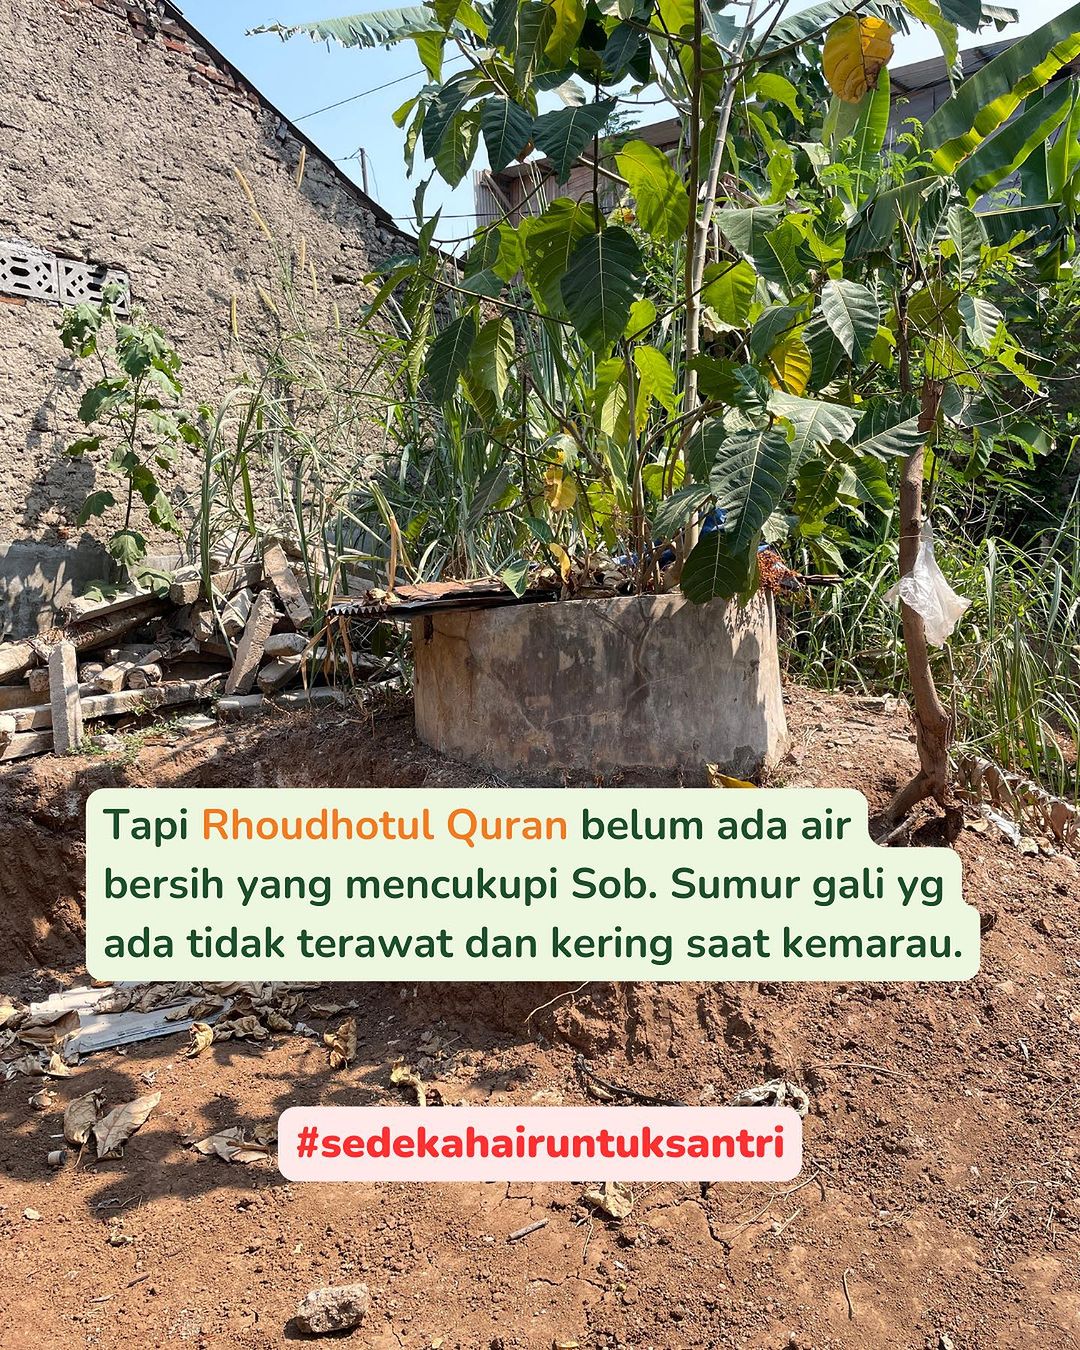 Tapi Rhoudhotul Quran belum ada air
bersih yang mencukupi Sob. Sumur gali yg
ada tidak terawat dan kering saat kemarau.
#sedekahairuntuksantri